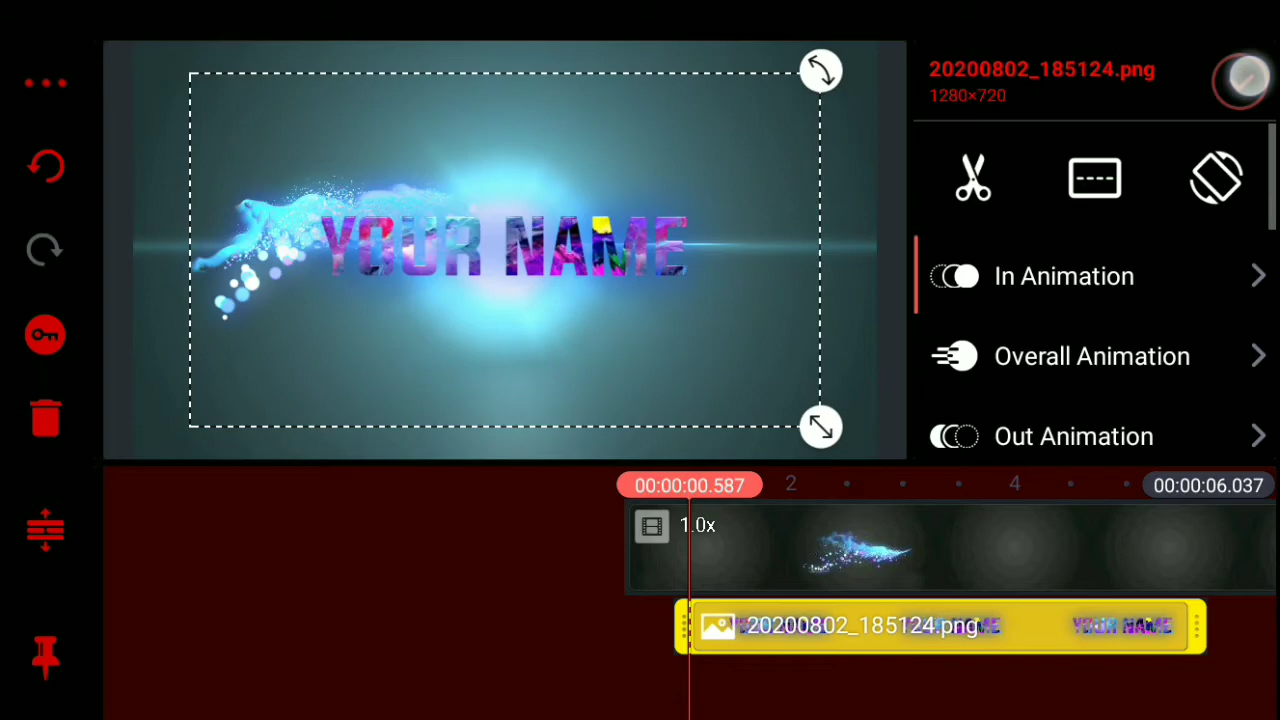 20200802_185124.png
1280×720
YOUR NAME
In Animation
Overall Animation
Out Animation
00:00:00.587
2
4
00:00:06.037
1.0x
20200802_185124.png
YOUR NAME